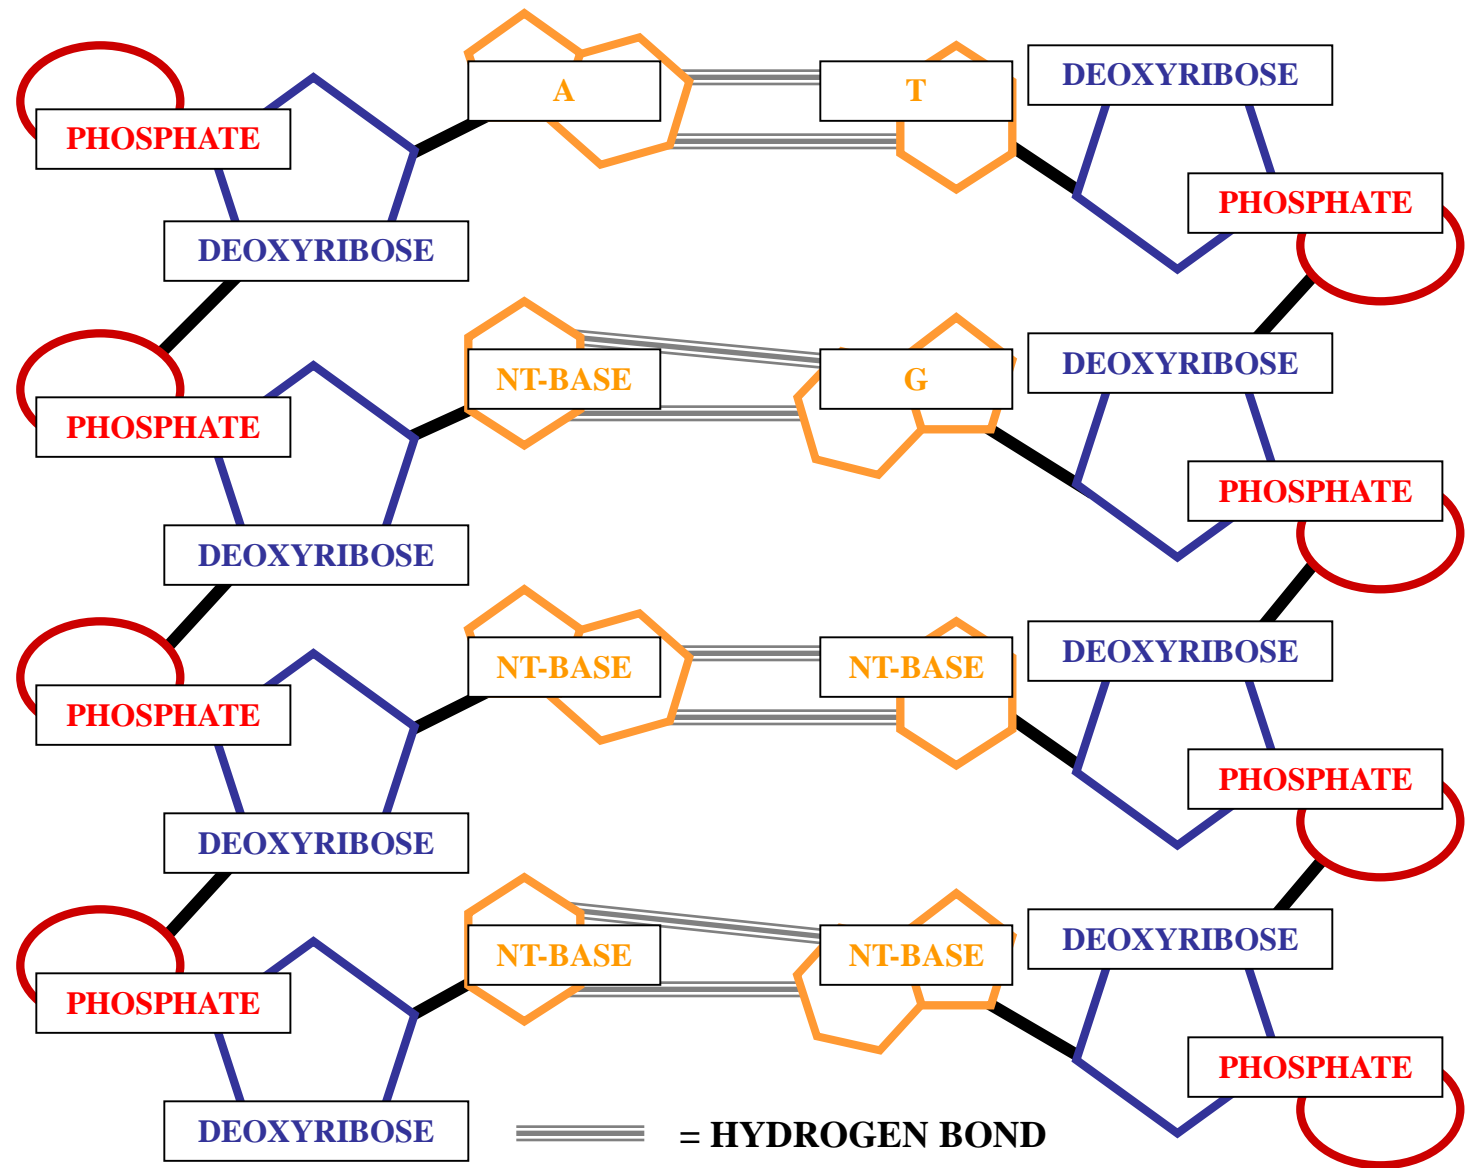 A T DEOXYRIBOSE
PHOSPHATE
PHOSPHATE
DEOXYRIBOSE
DEOXYRIBOSE
NT-BASE G
PHOSPHATE
PHOSPHATE
DEOXYRIBOSE
NT-BASE NT-BASE DEOXYRIBOSE
PHOSPHATE
PHOSPHATE
DEOXYRIBOSE
NT-BASE NT-BASE DEOXYRIBOSE
PHOSPHATE
PHOSPHATE
DEOXYRIBOSE
= HYDROGEN BOND